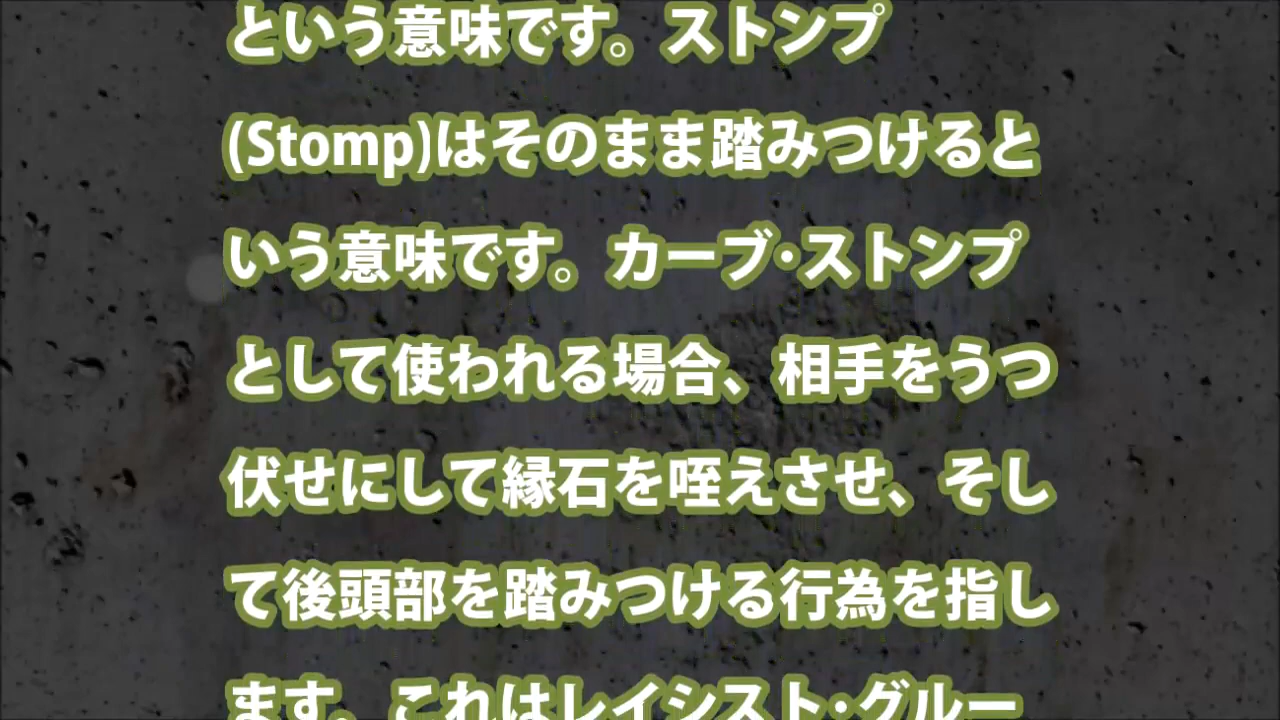 という意味です。ストンプ
(Stomp)はそのまま踏みつけると
いう意味です。カーブ・ストンプ
として使われる場合、相手をうつ
伏せにして縁石を咥えさせ、そし
て後頭部を踏みつける行為を指し
ます。これはレイシスト・グルー